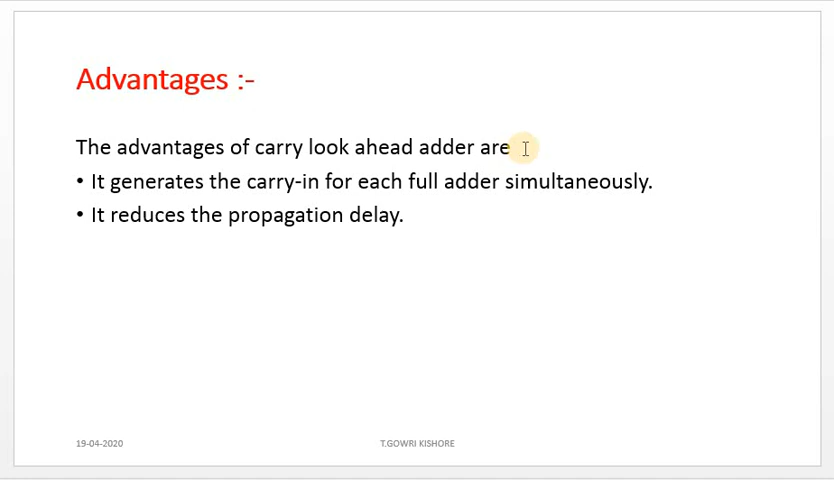 Advantages :-
The advantages of carry look ahead adder are
• It generates the carry-in for each full adder simultaneously.
• It reduces the propagation delay.
19-04-2020
T.GOWRI KISHORE